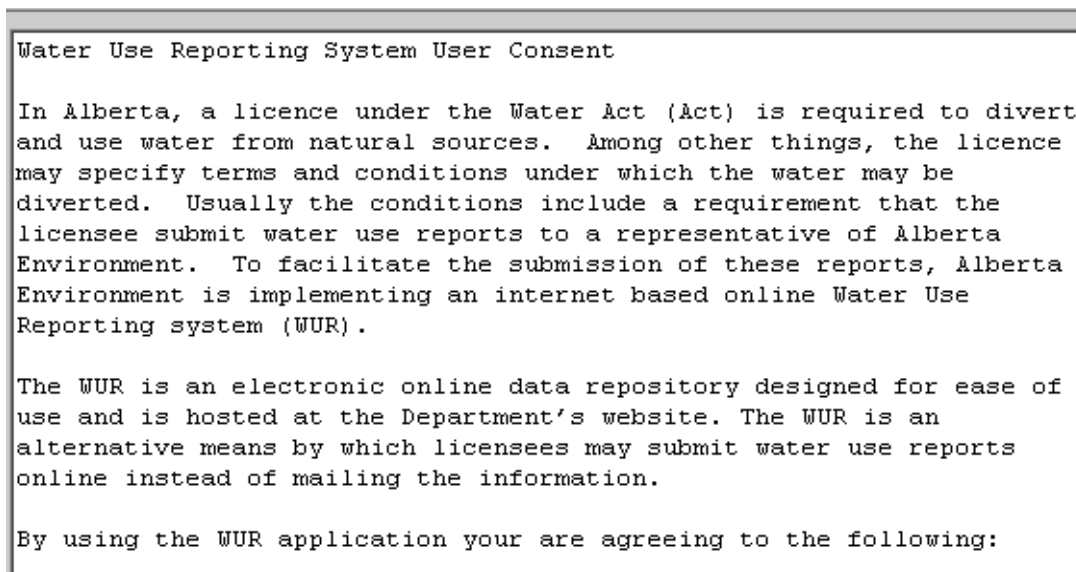 Water Use Reporting System User Consent
In Alberta, a licence under the Water Act (Act) is required to divert
and use water from natural sources.  Among other things, the licence
may specify terms and conditions under which the water may be
diverted.  Usually the conditions include a requirement that the
licensee submit water use reports to a representative of Alberta
Environment.  To facilitate the submission of these reports, Alberta
Environment is implementing an internet based online Water Use
Reporting system (WUR).
The WUR is an electronic online data repository designed for ease of
use and is hosted at the Department's website. The WUR is an
alternative means by which licensees may submit water use reports
online instead of mailing the information.
By using the WUR application your are agreeing to the following: